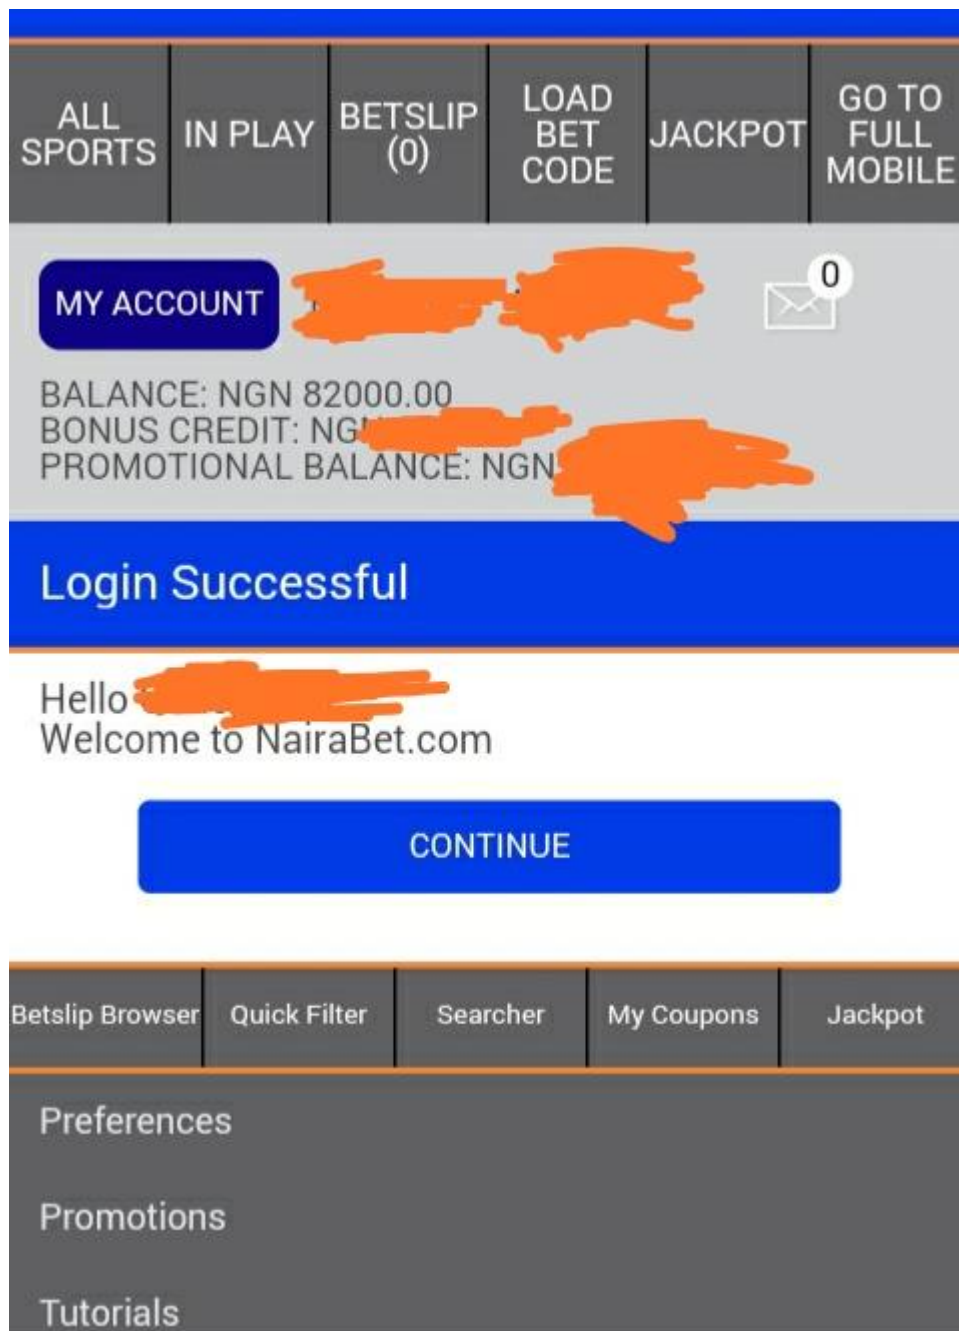 ALL
SPORTS
IN PLAY
BETSLIP
(0)
LOAD
BET
CODE
JACKPOT
GO TO
FULL
MOBILE
MY ACCOUNT
0
BALANCE: NGN 82000.00
BONUS CREDIT:
PROMOTIONAL BALANCE: NGN
Login Successful
Hello
Welcome to NairaBet.com
CONTINUE
Betslip Browser
Quick Filter
Searcher
My Coupons
Jackpot
Preferences
Promotions
Tutorials